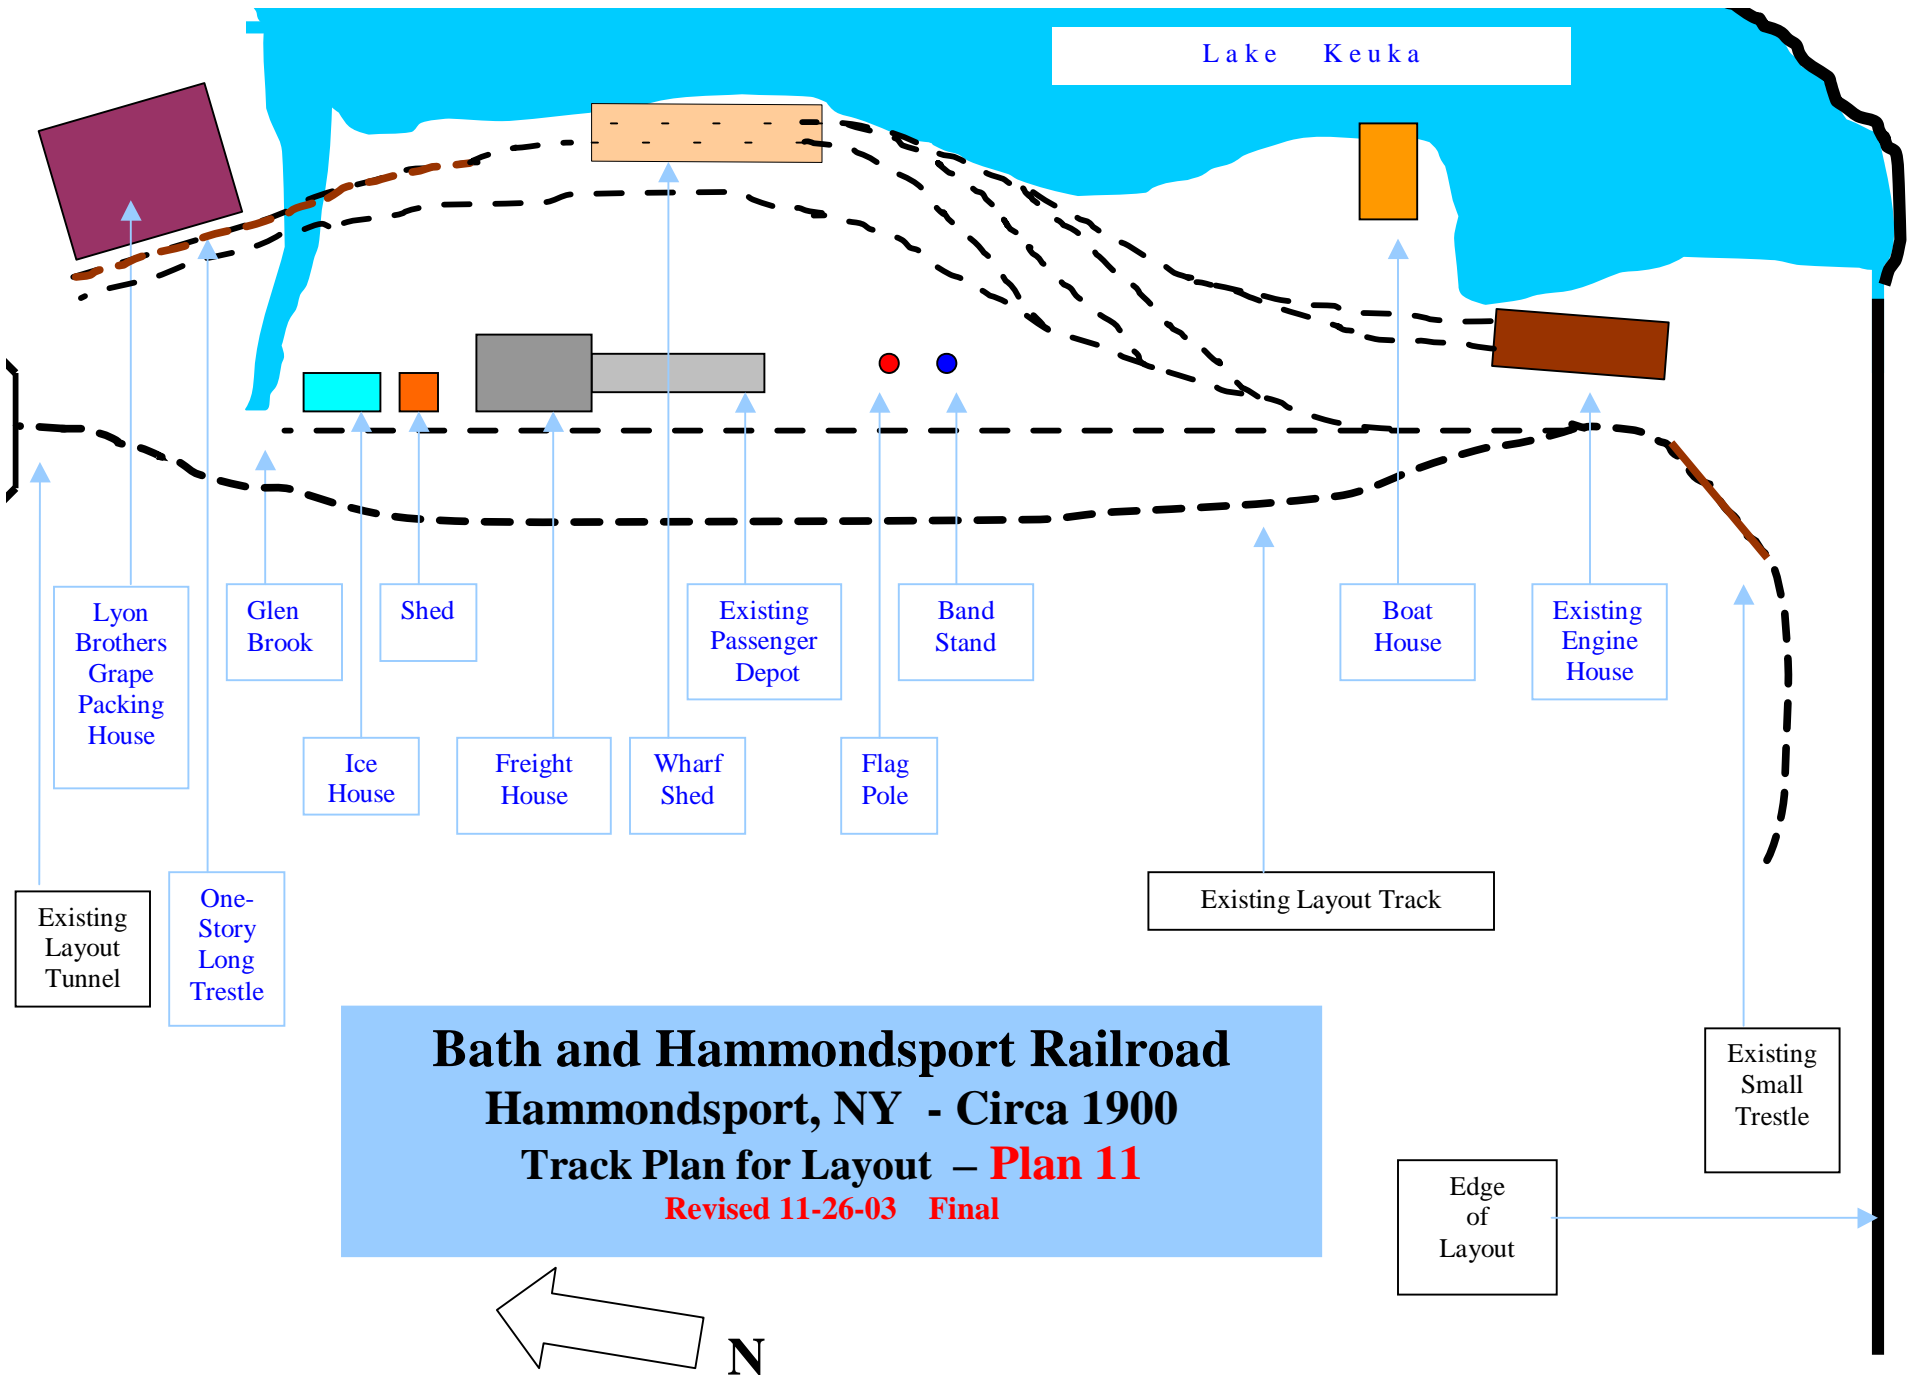 Lake Keuka
Lyon
Brothers
Grape
Packing
House
Glen
Brook
Shed
Existing
Passenger
Depot
Band
Stand
Boat
House
Existing
Engine
House
Ice
House
Freight
House
Wharf
Shed
Flag
Pole
Existing
Layout
Tunnel
One-
Story
Long
Trestle
Existing Layout Track
Existing
Small
Trestle
Bath and Hammondsport Railroad
Hammondsport, NY - Circa 1900
Track Plan for Layout – Plan 11
Revised 11-26-03 Final
Edge
of
Layout
N